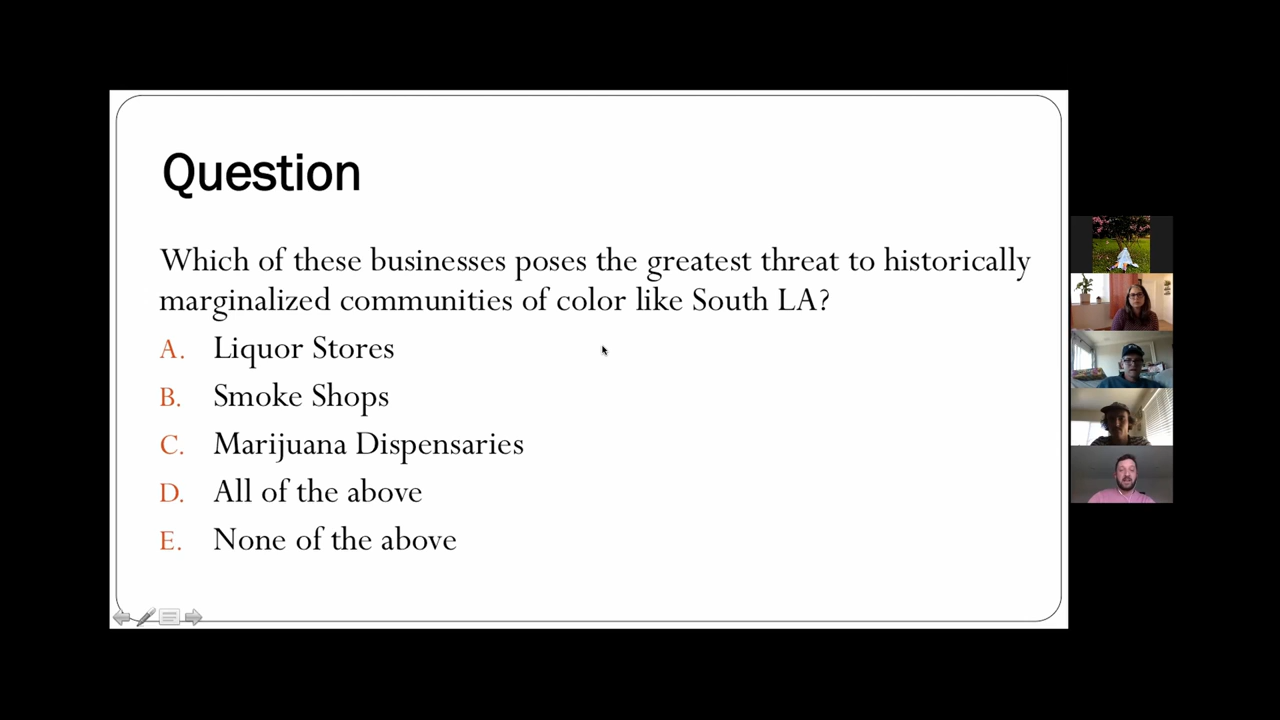 Question
Which of these businesses poses the greatest threat to historically
marginalized communities of color like South LA?
A. Liquor Stores
B. Smoke Shops
C. Marijuana Dispensaries
D. All of the above
E. None of the above